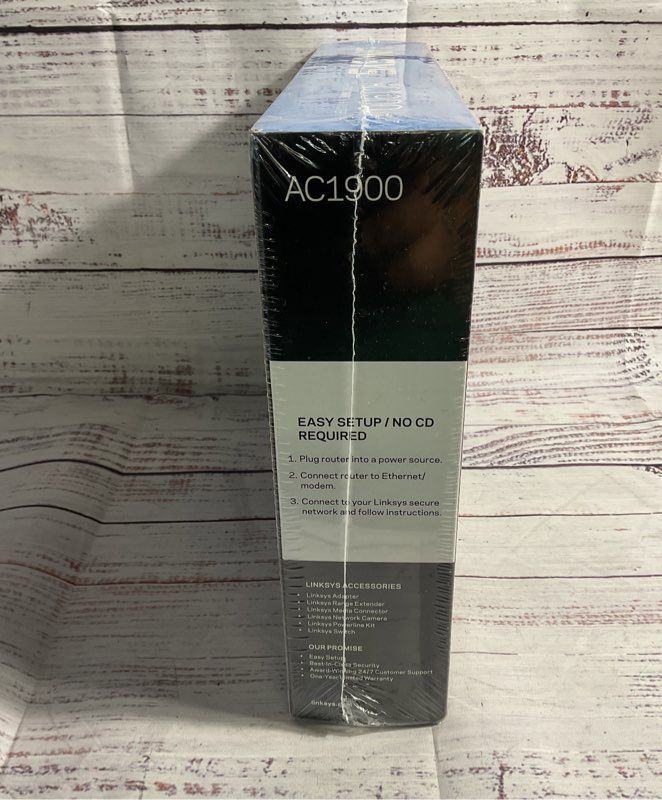 AC1900
EASY SETUP / NO CD
REQUIRED
1. Plug router into a power source.
2. Connect router to Ethernet/
modem.
3. Connect to your Linksys secure
network and follow instructions.
LINKSYS ACCESSORIES
• Linksys Adapter
• Linksys Range Extender
• Linksys Media Connector
• Linksys Network Camera
• Linksys Powerline Kit
• Linksys Switch
OUR PROMISE
• Easy Setup
• Best-In-Class Security
• Award-Winning 24/7 Customer Support
• One-Year Limited Warranty